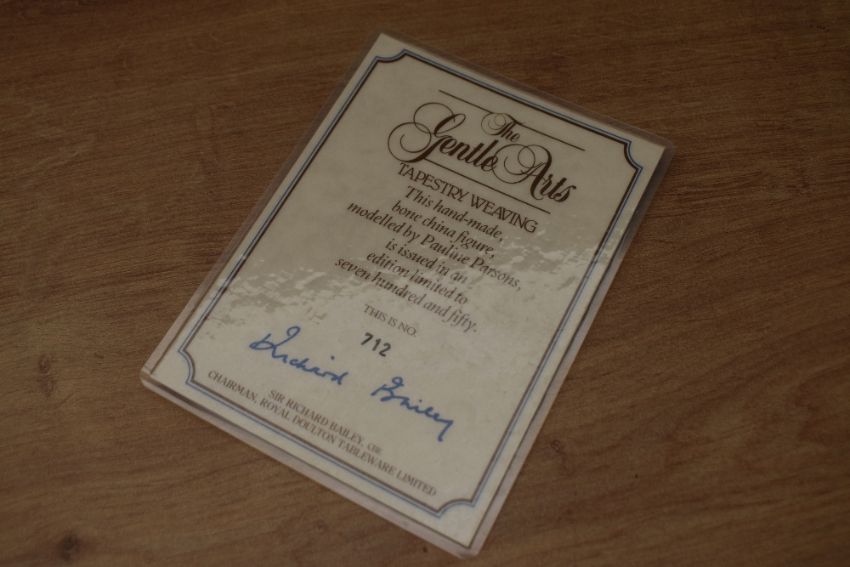 The
Gentle Arts
TAPESTRY WEAVING
This hand-made,
bone china figure,
modelled by Pauline Parsons,
is issued in an
edition limited to
seven hundred and fifty.
THIS IS NO.
712
Richard Bailey
SIR RICHARD BAILEY, CBE
CHAIRMAN, ROYAL DOULTON TABLEWARE LIMITED